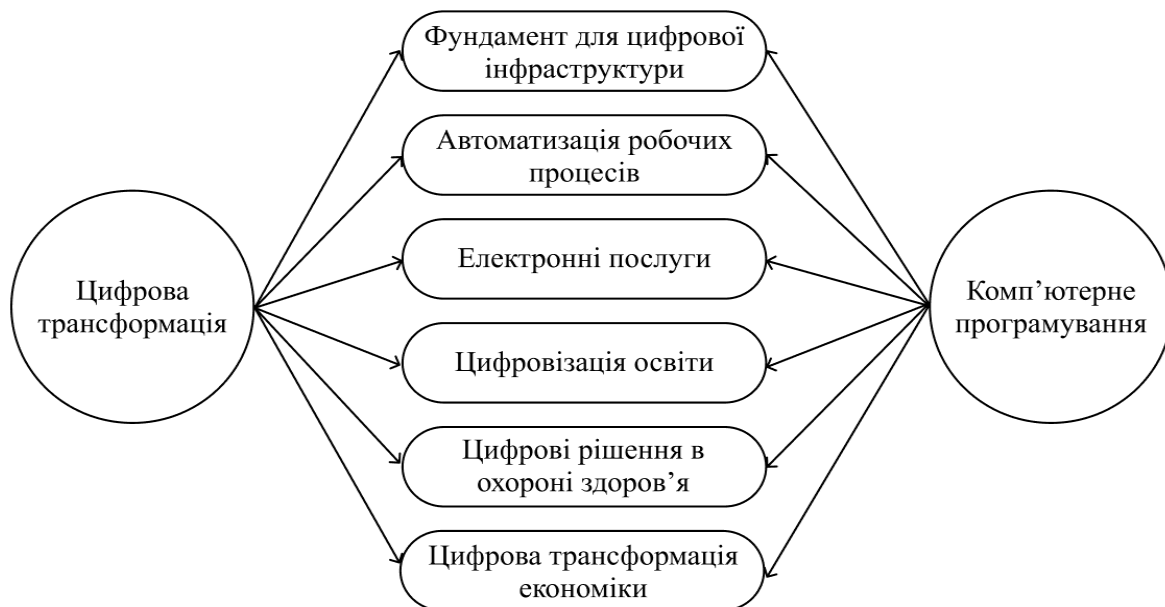 Фундамент для цифрової
інфраструктури
Автоматизація робочих
процесів
Електронні послуги
Цифрова
трансформація
Комп’ютерне
програмування
Цифровізація освіти
Цифрові рішення в
охороні здоров’я
Цифрова трансформація
економіки